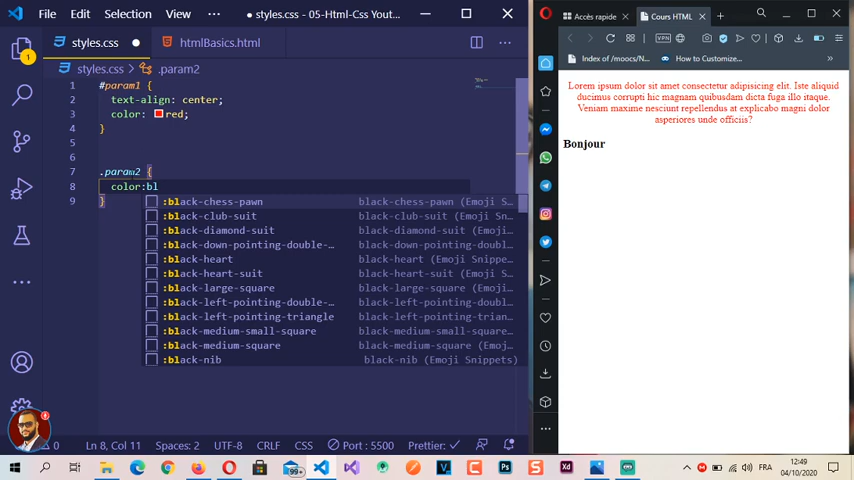 File Edit Selection View ··· ● styles.css - 05-Html-Css Yout...
styles.css ● htmlBasics.html
styles.css > .param2
1 #param1 {
2 text-align: center;
3 color: red;
4 }
5
6
7 .param2 {
8 color:bl
9 }
:black-chess-pawn black-chess-pawn (Emoji S...
:black-club-suit black-club-suit (Emoji Sn...
:black-diamond-suit black-diamond-suit (Emoji...
:black-down-pointing-double-... black-down-pointing-doubl...
:black-heart black-heart (Emoji Snippe...
:black-heart-suit black-heart-suit (Emoji S...
:black-large-square black-large-square (Emoji...
:black-left-pointing-double-... black-left-pointing-doubl...
:black-left-pointing-triangle black-left-pointing-trian...
:black-medium-small-square black-medium-small-square...
:black-medium-square black-medium-square (Emoj...
:black-nib black-nib (Emoji Snippets)
1
0 Ln 8, Col 11 Spaces: 2 UTF-8 CRLF CSS Port : 5500 Prettier: ✓
Accès rapide Cours HTML
VPN
Index of /moocs/Ne... How to Customize... »
Lorem ipsum dolor sit amet consectetur adipisicing elit. Iste aliquid
ducimus corrupti hic magnam quibusdam dicta fuga illo itaque.
Veniam maxime nesciunt repellendus at explicabo magni dolor
asperiores unde officiis?
Bonjour
99+ Ps S Xd FRA 12:49
04/10/2020